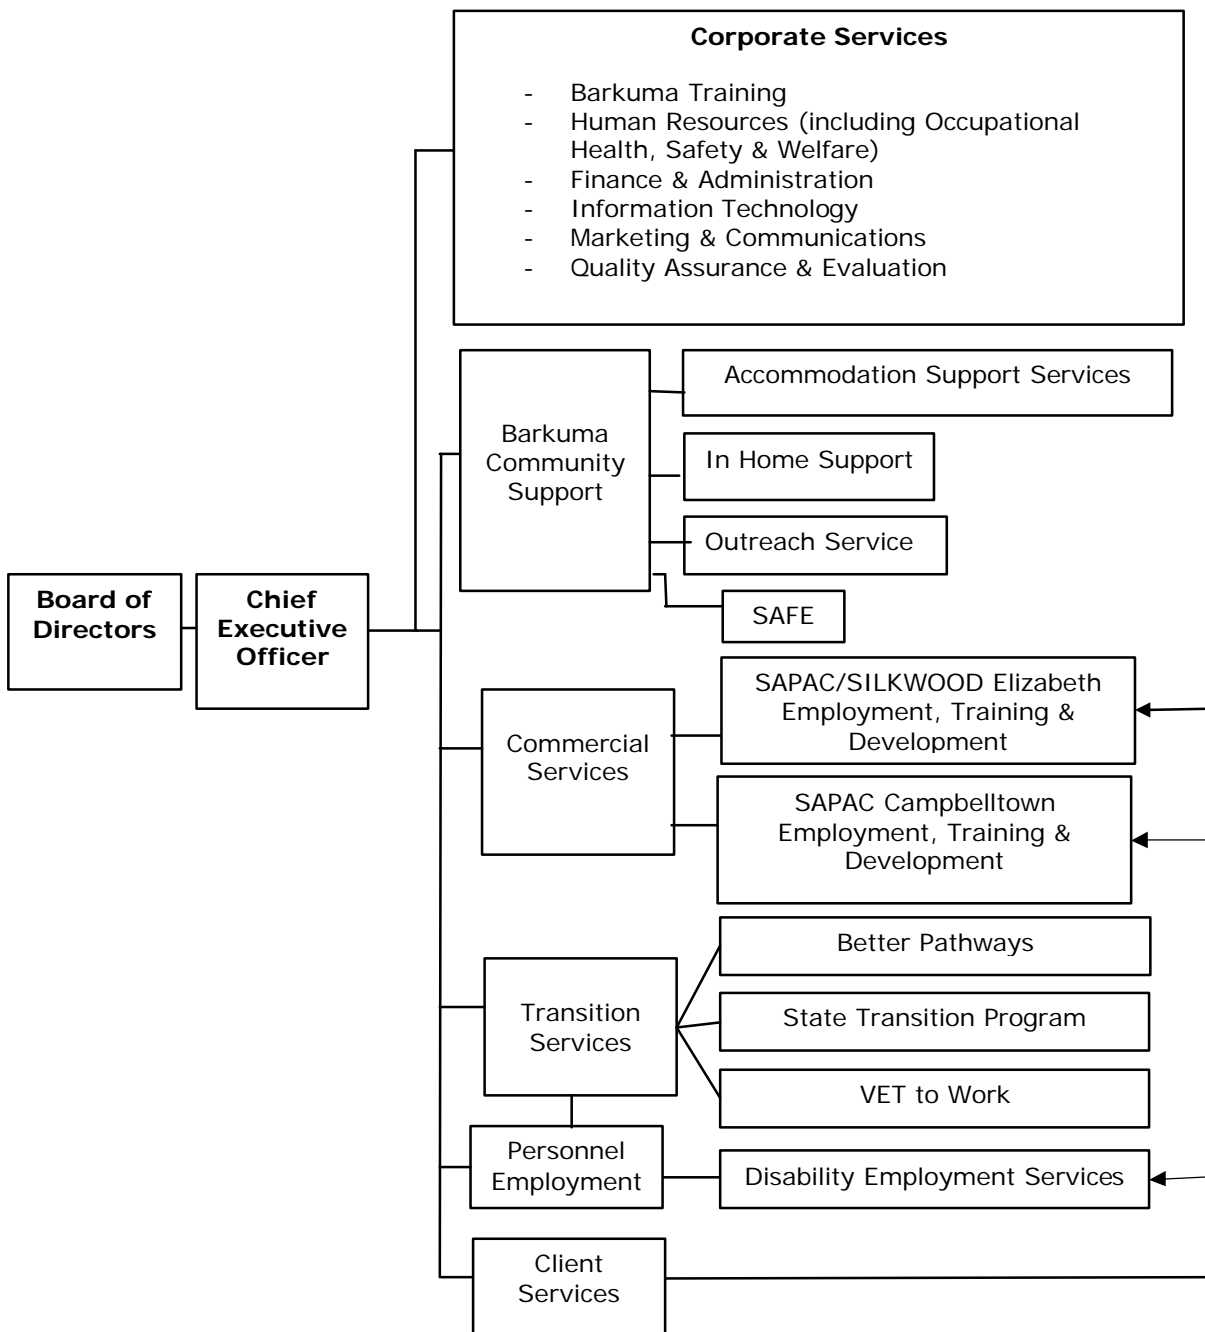 Corporate Services
- Barkuma Training
- Human Resources (including Occupational
Health, Safety & Welfare)
- Finance & Administration
- Information Technology
- Marketing & Communications
- Quality Assurance & Evaluation
Accommodation Support Services
Barkuma
Community
Support
In Home Support
Outreach Service
SAFE
Board of
Directors
Chief
Executive
Officer
SAPAC/SILKWOOD Elizabeth
Employment, Training &
Development
Commercial
Services
SAPAC Campbelltown
Employment, Training &
Development
Better Pathways
Transition
Services
State Transition Program
VET to Work
Personnel
Employment
Disability Employment Services
Client
Services